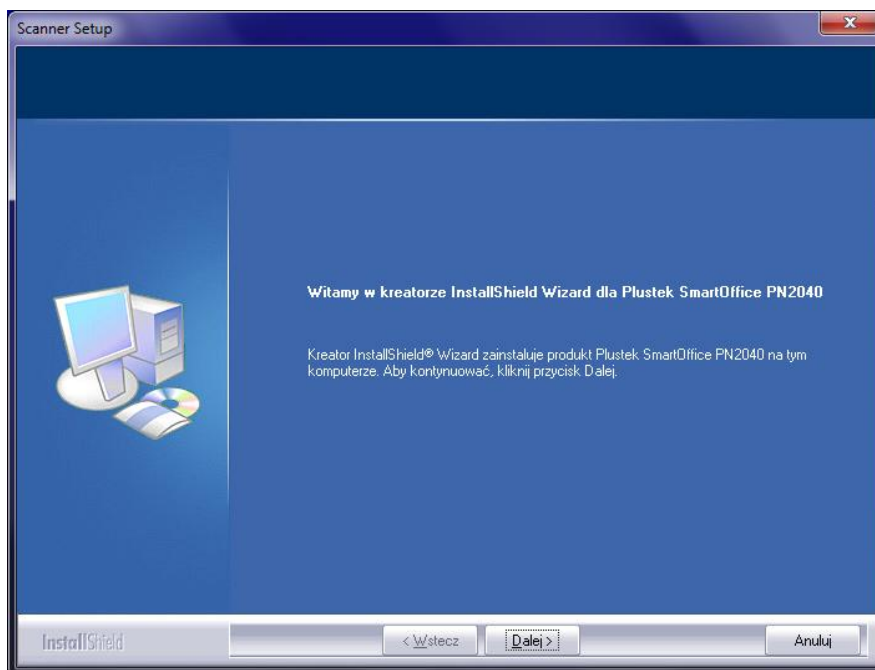 Scanner Setup
Witamy w kreatorze InstallShield Wizard dla Plustek SmartOffice PN2040
Kreator InstallShield® Wizard zainstaluje produkt Plustek SmartOffice PN2040 na tym
komputerze. Aby kontynuować, kliknij przycisk Dalej.
InstallShield
< Wstecz
Dalej >
Anuluj